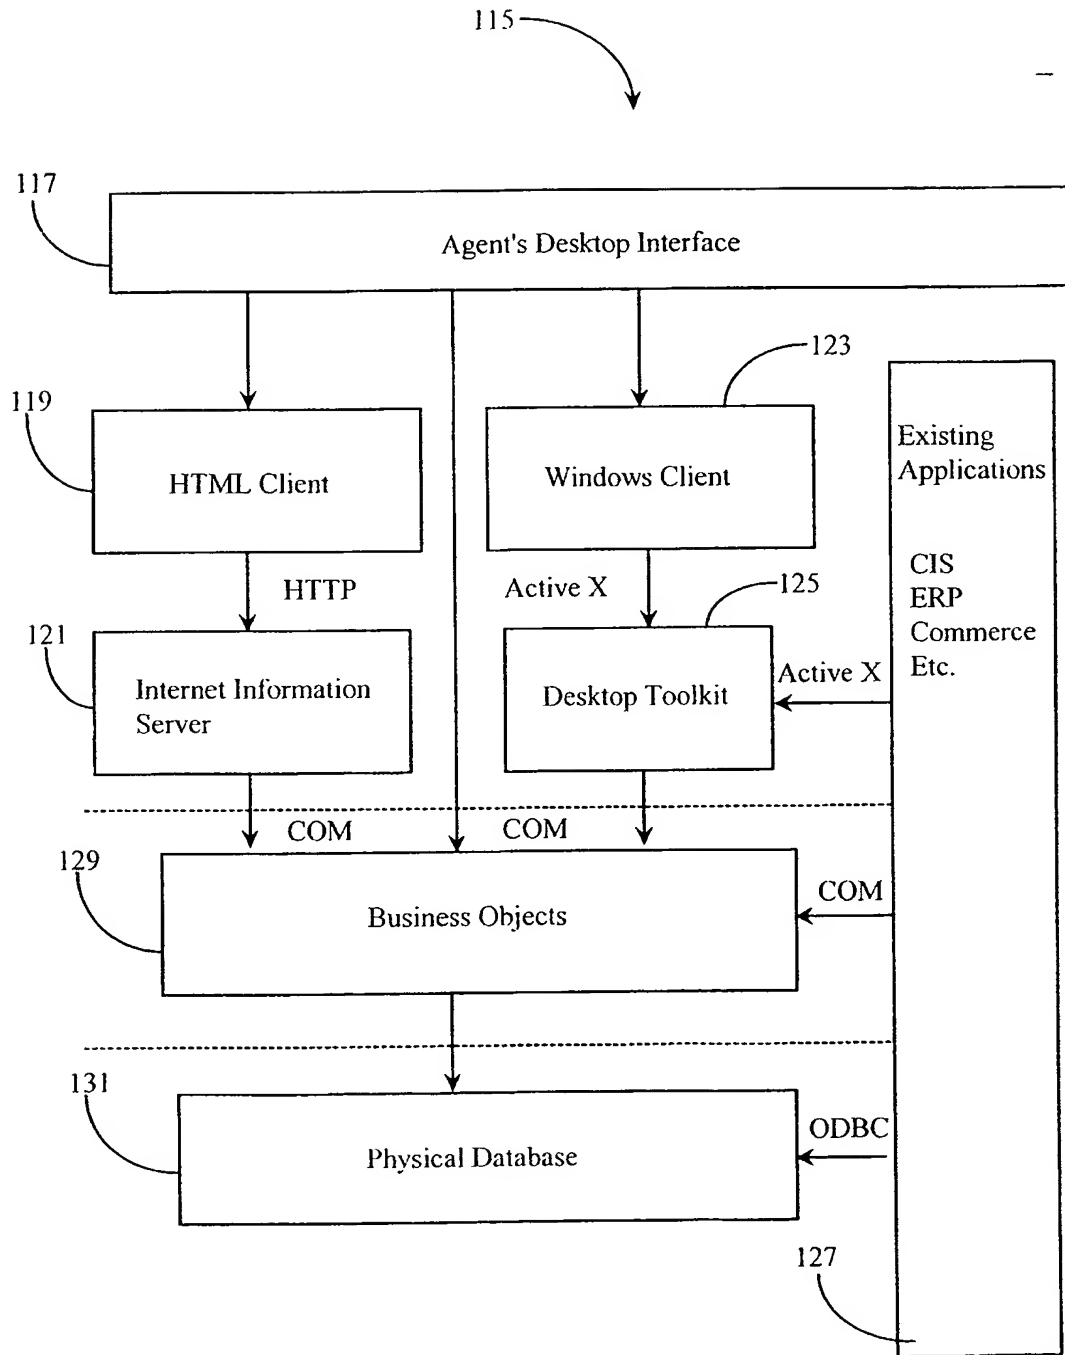 115
117
Agent's Desktop Interface
123
119
HTML Client
Windows Client
Existing
Applications
CIS
ERP
Commerce
Etc.
HTTP
Active X
125
121
Internet Information
Server
Desktop Toolkit
Active X
COM
COM
129
Business Objects
COM
131
Physical Database
ODBC
127